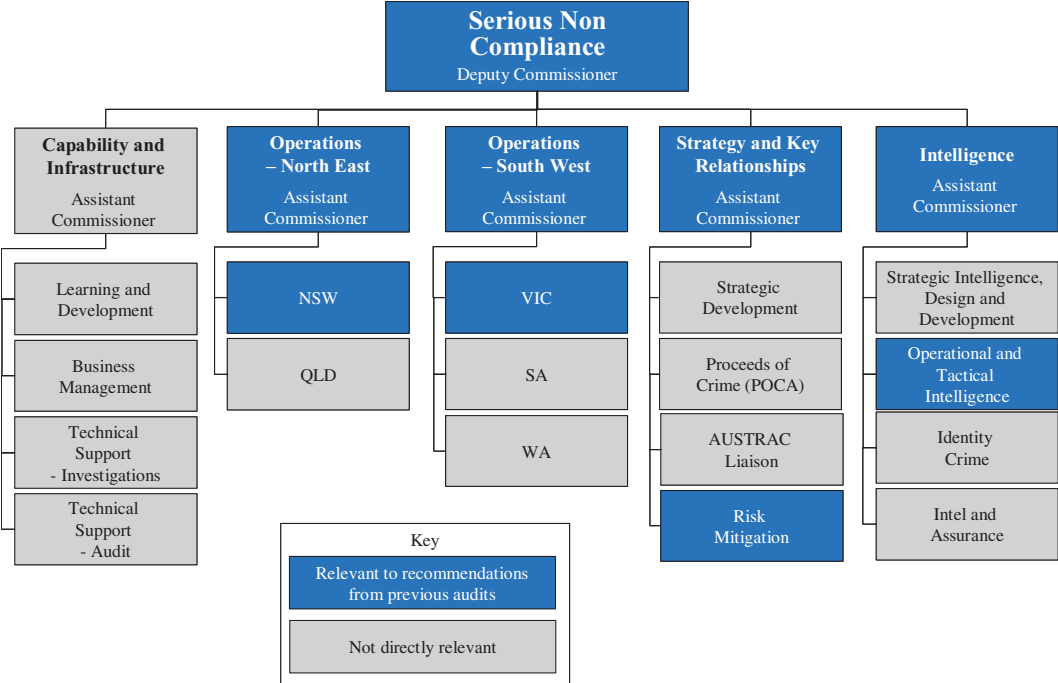 Serious Non
Compliance
Deputy Commissioner
Capability and
Infrastructure
Assistant
Commissioner
Learning and
Development
Business
Management
Technical
Support
- Investigations
Technical
Support
- Audit
Operations
– North East
Assistant
Commissioner
NSW
QLD
Operations
– South West
Assistant
Commissioner
VIC
SA
WA
Strategy and Key
Relationships
Assistant
Commissioner
Strategic
Development
Proceeds of
Crime (POCA)
AUSTRAC
Liaison
Risk
Mitigation
Intelligence
Assistant
Commissioner
Strategic Intelligence,
Design and
Development
Operational and
Tactical
Intelligence
Identity
Crime
Intel and
Assurance
Key
Relevant to recommendations
from previous audits
Not directly relevant